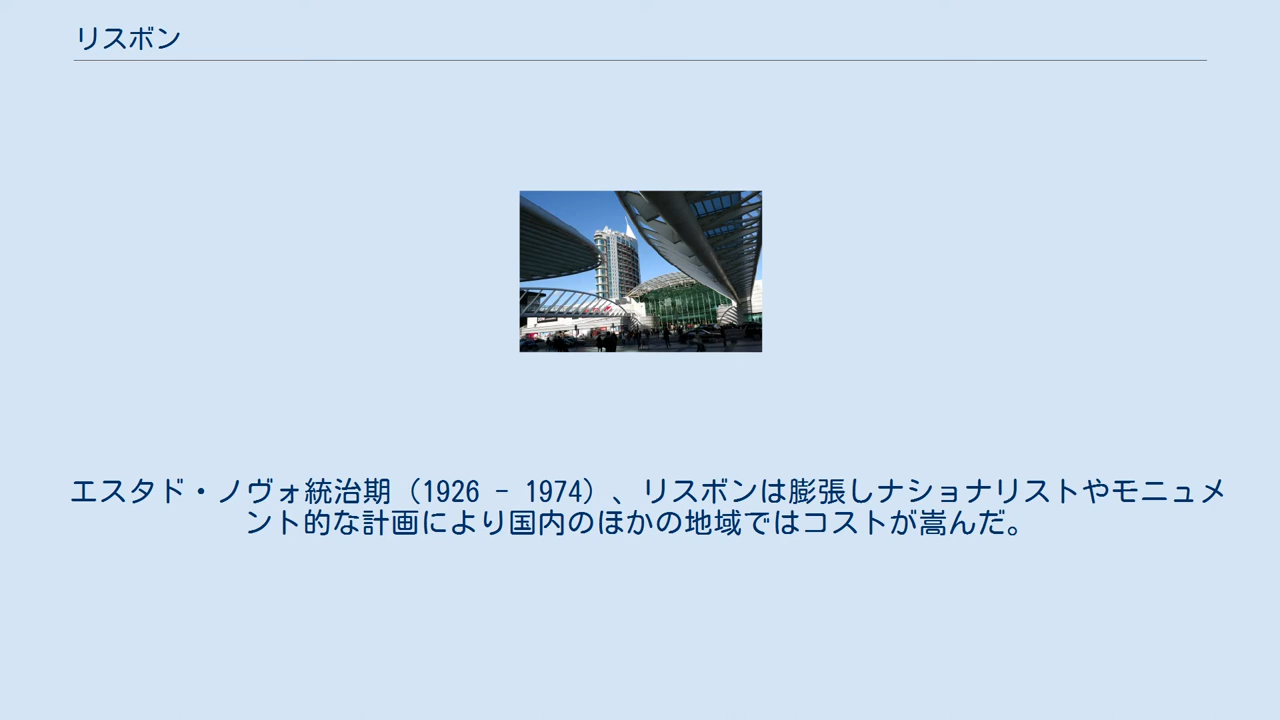 リスボン
エスタド・ノヴォ統治期（1926 - 1974）、リスボンは膨張しナショナリストやモニュメ
ント的な計画により国内のほかの地域ではコストが嵩んだ。